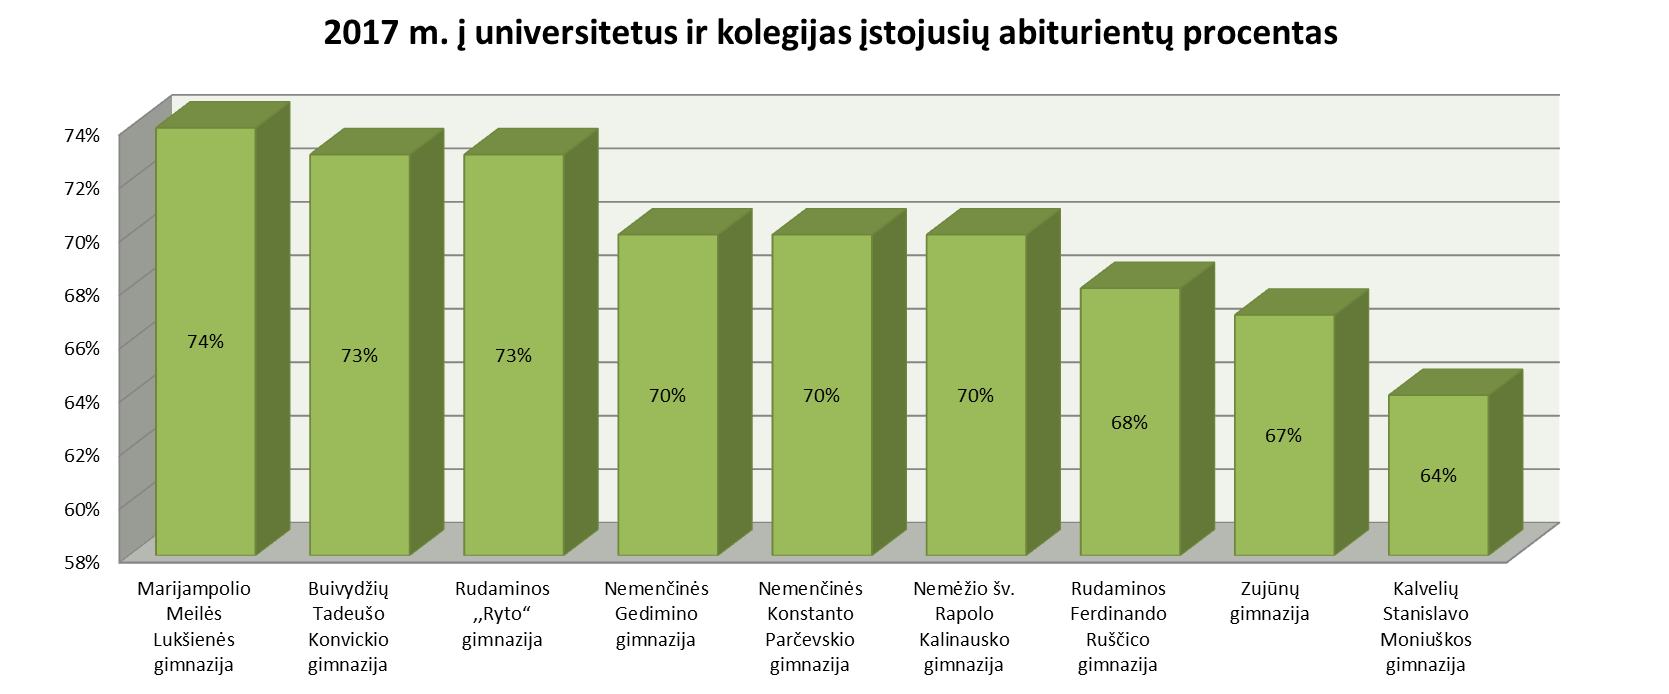 2017 m. į universitetus ir kolegijas įstojusių abiturientų procentas
74%
72%
70%
68%
66%
64%
62%
60%
58%
74%
73%
73%
70%
70%
70%
68%
67%
64%
Marijampolio
Meilės
Lukšienės
gimnazija
Buivydžių
Tadeušo
Konvickio
gimnazija
Rudaminos
,,Ryto“
gimnazija
Nemenčinės
Gedimino
gimnazija
Nemenčinės
Konstanto
Parčevskio
gimnazija
Nemėžio šv.
Rapolo
Kalinausko
gimnazija
Rudaminos
Ferdinando
Ruščico
gimnazija
Zujūnų
gimnazija
Kalvelių
Stanislavo
Moniuškos
gimnazija